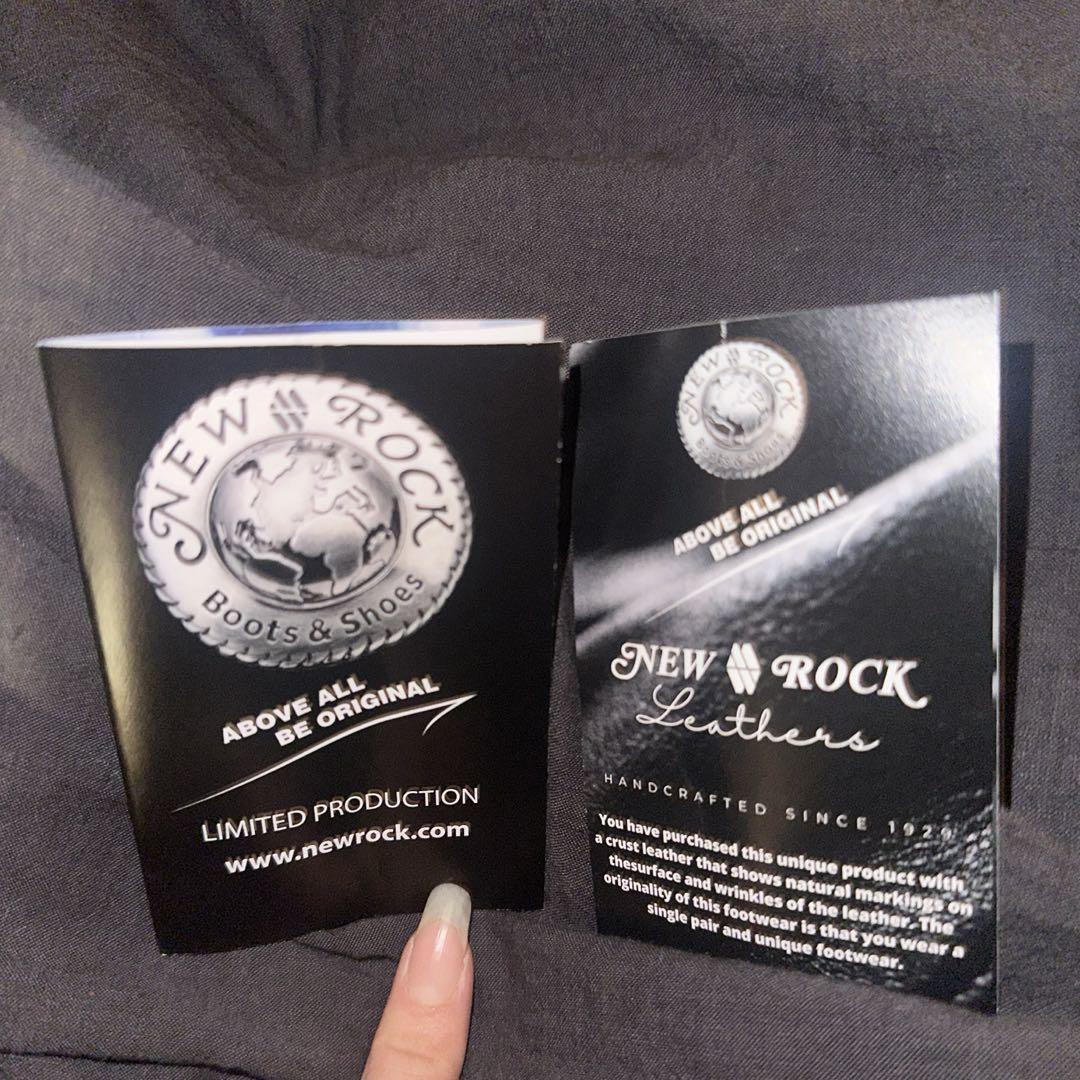 NEW ROCK
Boots & Shoes
ABOVE ALL
BE ORIGINAL
LIMITED PRODUCTION
www.newrock.com
NEW ROCK
Boots & Shoes
ABOVE ALL
BE ORIGINAL
NEW ROCK
Leathers
HANDCRAFTED SINCE 1929
You have purchased this unique product with
a crust leather that shows natural markings on
thesurface and wrinkles of the leather. The
originality of this footwear is that you wear a
single pair and unique footwear.